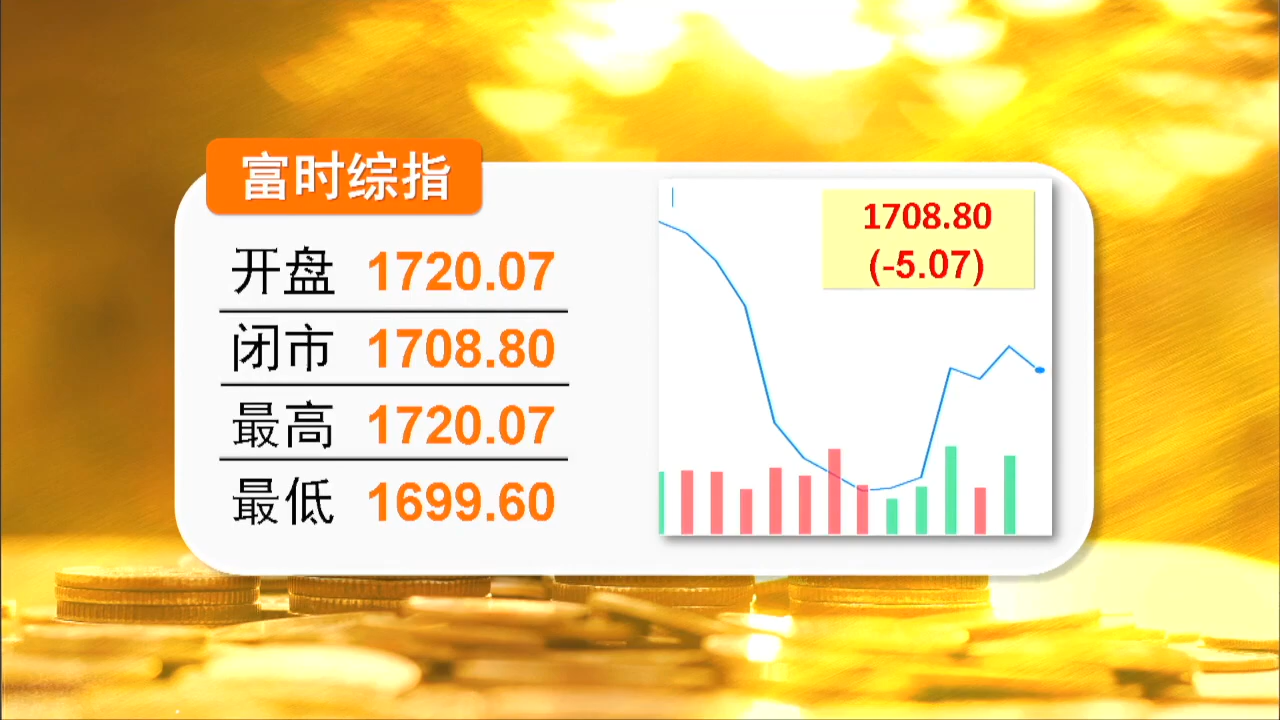 富时综指
开盘 1720.07
闭市 1708.80
最高 1720.07
最低 1699.60
1708.80
(-5.07)